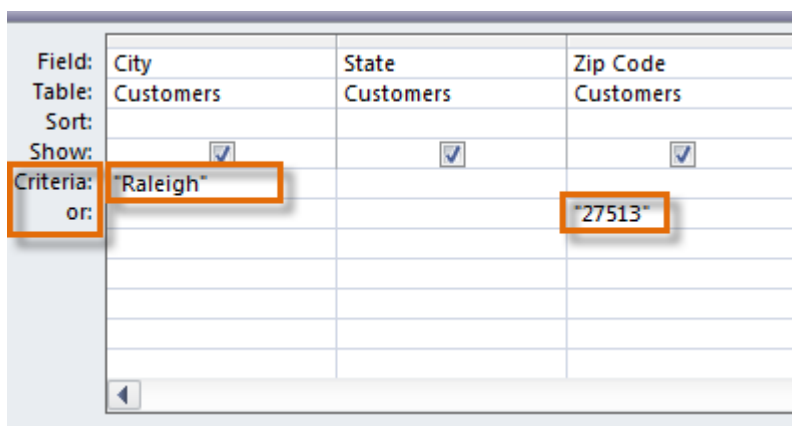 Field: City State Zip Code
Table: Customers Customers Customers
Sort:
Show:
Criteria: "Raleigh"
or: "27513"